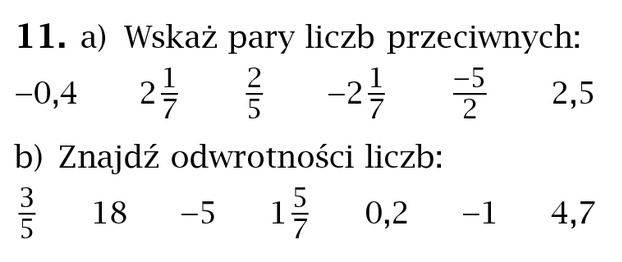 11. a) Wskaż pary liczb przeciwnych:
–0,4 2 1/7 2/5 –2 1/7 –5/2 2,5
b) Znajdź odwrotności liczb:
3/5 18 –5 1 5/7 0,2 –1 4,7